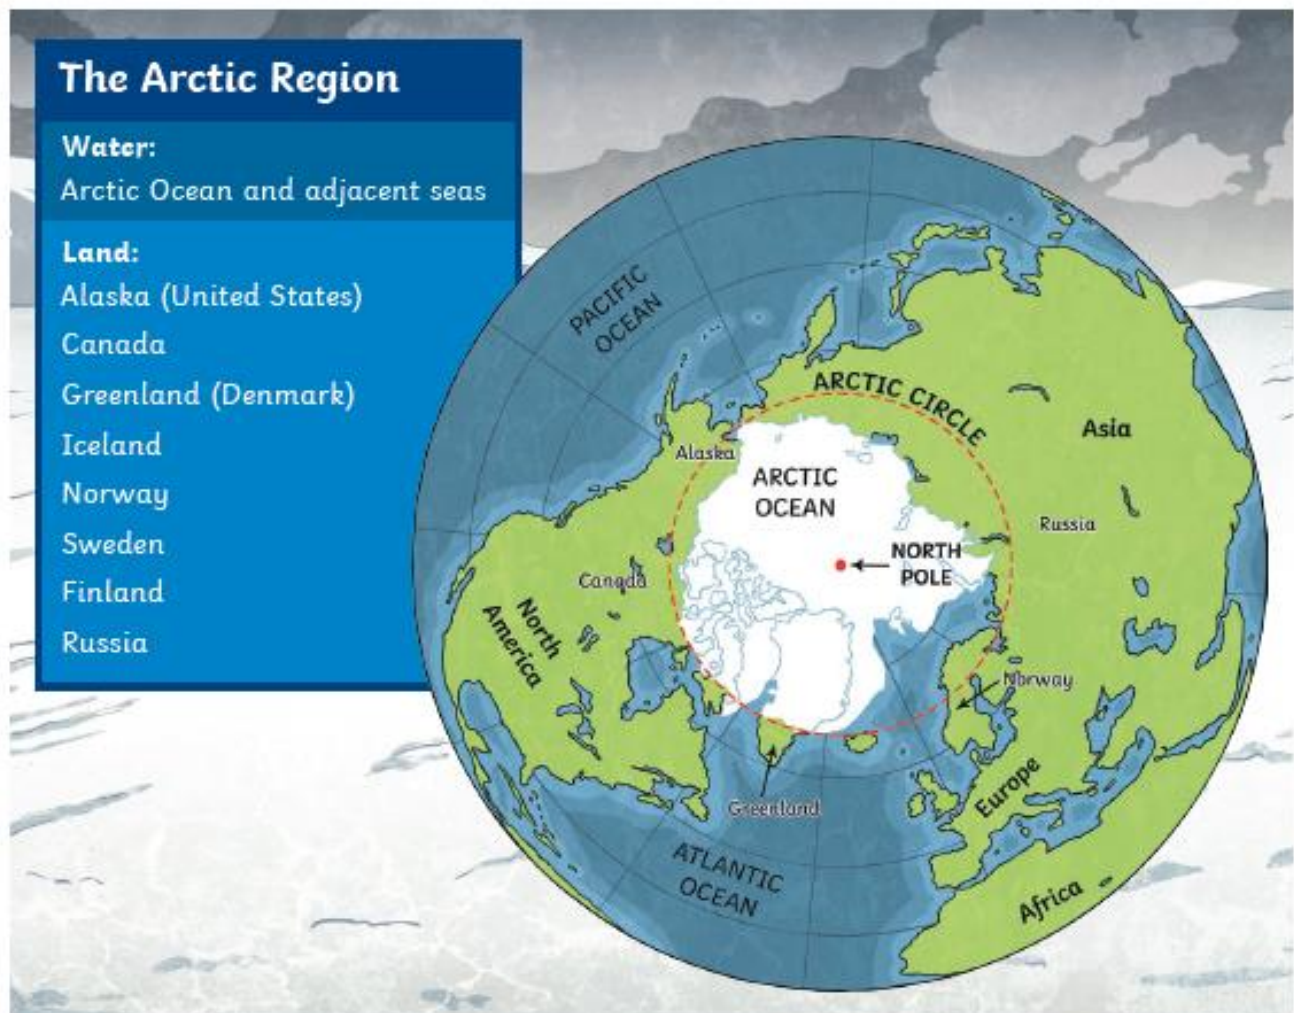 The Arctic Region
Water:
Arctic Ocean and adjacent seas
Land:
Alaska (United States)
Canada
Greenland (Denmark)
Iceland
Norway
Sweden
Finland
Russia
PACIFIC
OCEAN
ARCTIC CIRCLE
Asia
Alaska
ARCTIC
OCEAN
Russia
NORTH
POLE
Canada
North
America
Norway
Europe
Greenland
ATLANTIC
OCEAN
Africa